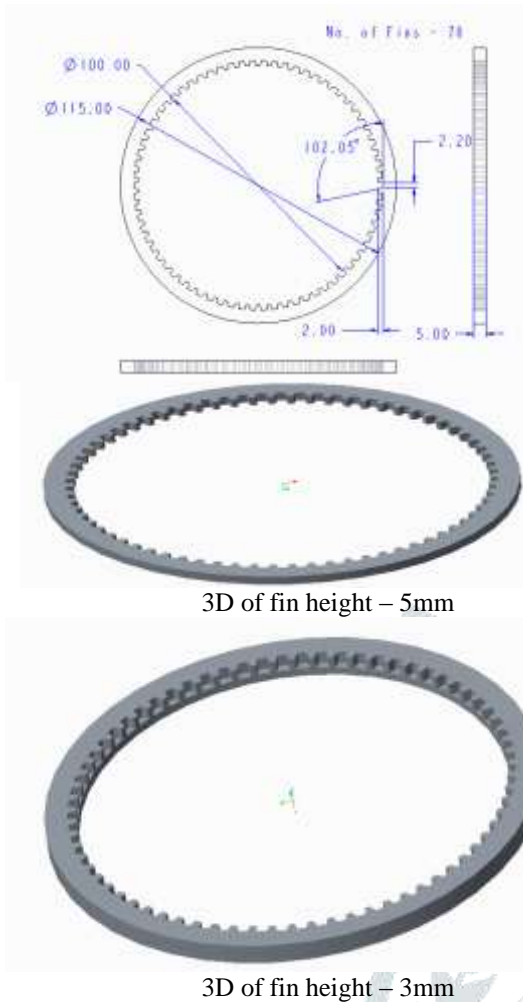 No. of Fins - 78
Ø100.00
Ø115.00
102.05°
2.20
2.00
5.00
3D of fin height – 5mm
3D of fin height – 3mm